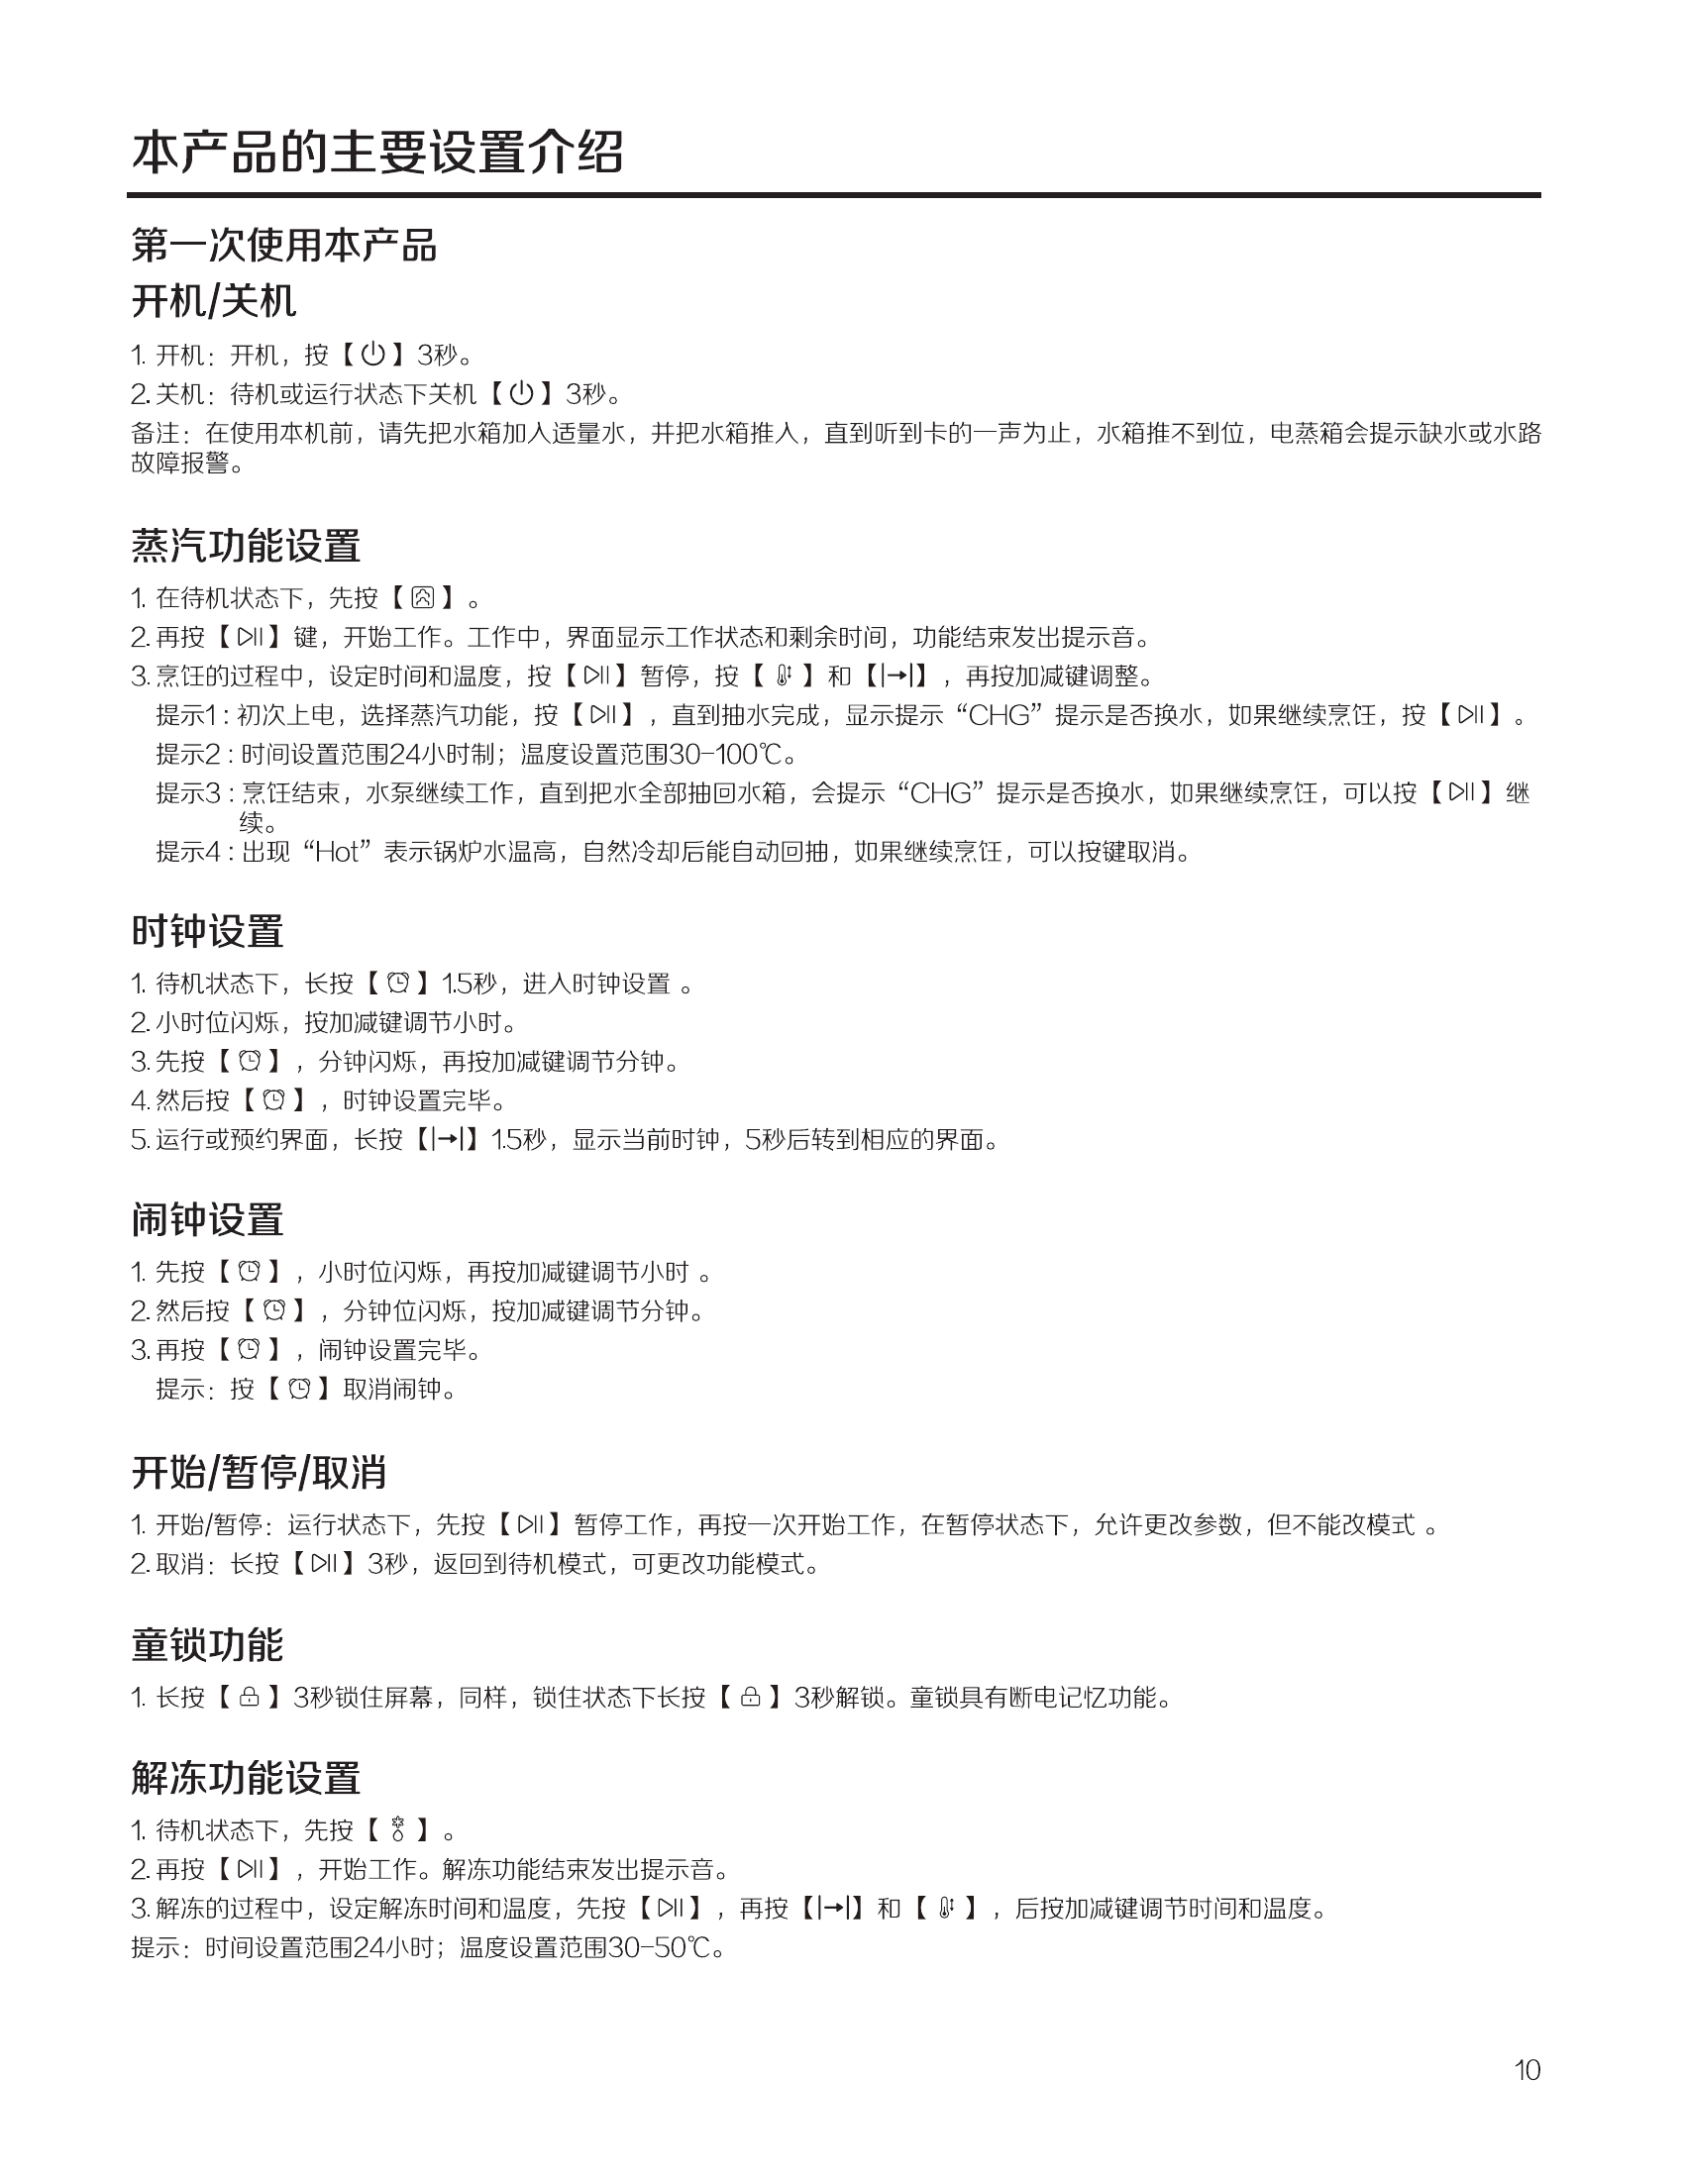 本产品的主要设置介绍
第一次使用本产品
开机/关机
1. 开机：开机，按【⏻】3秒。
2. 关机：待机或运行状态下关机【⏻】3秒。
备注：在使用本机前，请先把水箱加入适量水，并把水箱推入，直到听到卡的一声为止，水箱推不到位，电蒸箱会提示缺水或水路
故障报警。
蒸汽功能设置
1. 在待机状态下，先按【 】。
2. 再按【▷||】键，开始工作。工作中，界面显示工作状态和剩余时间，功能结束发出提示音。
3. 烹饪的过程中，设定时间和温度，按【▷||】暂停，按【 】和【|→|】，再按加减键调整。
提示1：初次上电，选择蒸汽功能，按【▷||】，直到抽水完成，显示提示“CHG”提示是否换水，如果继续烹饪，按【▷||】。
提示2：时间设置范围24小时制；温度设置范围30-100℃。
提示3：烹饪结束，水泵继续工作，直到把水全部抽回水箱，会提示“CHG”提示是否换水，如果继续烹饪，可以按【▷||】继
续。
提示4：出现“Hot”表示锅炉水温高，自然冷却后能自动回抽，如果继续烹饪，可以按键取消。
时钟设置
1. 待机状态下，长按【⏰】1.5秒，进入时钟设置 。
2. 小时位闪烁，按加减键调节小时。
3. 先按【⏰】，分钟闪烁，再按加减键调节分钟。
4. 然后按【⏰】，时钟设置完毕。
5. 运行或预约界面，长按【|→|】1.5秒，显示当前时钟，5秒后转到相应的界面。
闹钟设置
1. 先按【⏰】，小时位闪烁，再按加减键调节小时 。
2. 然后按【⏰】，分钟位闪烁，按加减键调节分钟。
3. 再按【⏰】，闹钟设置完毕。
提示：按【⏰】取消闹钟。
开始/暂停/取消
1. 开始/暂停：运行状态下，先按【▷||】暂停工作，再按一次开始工作，在暂停状态下，允许更改参数，但不能改模式 。
2. 取消：长按【▷||】3秒，返回到待机模式，可更改功能模式。
童锁功能
1. 长按【🔒】3秒锁住屏幕，同样，锁住状态下长按【🔒】3秒解锁。童锁具有断电记忆功能。
解冻功能设置
1. 待机状态下，先按【 】。
2. 再按【▷||】，开始工作。解冻功能结束发出提示音。
3. 解冻的过程中，设定解冻时间和温度，先按【▷||】，再按【|→|】和【 】，后按加减键调节时间和温度。
提示：时间设置范围24小时；温度设置范围30-50℃。
10